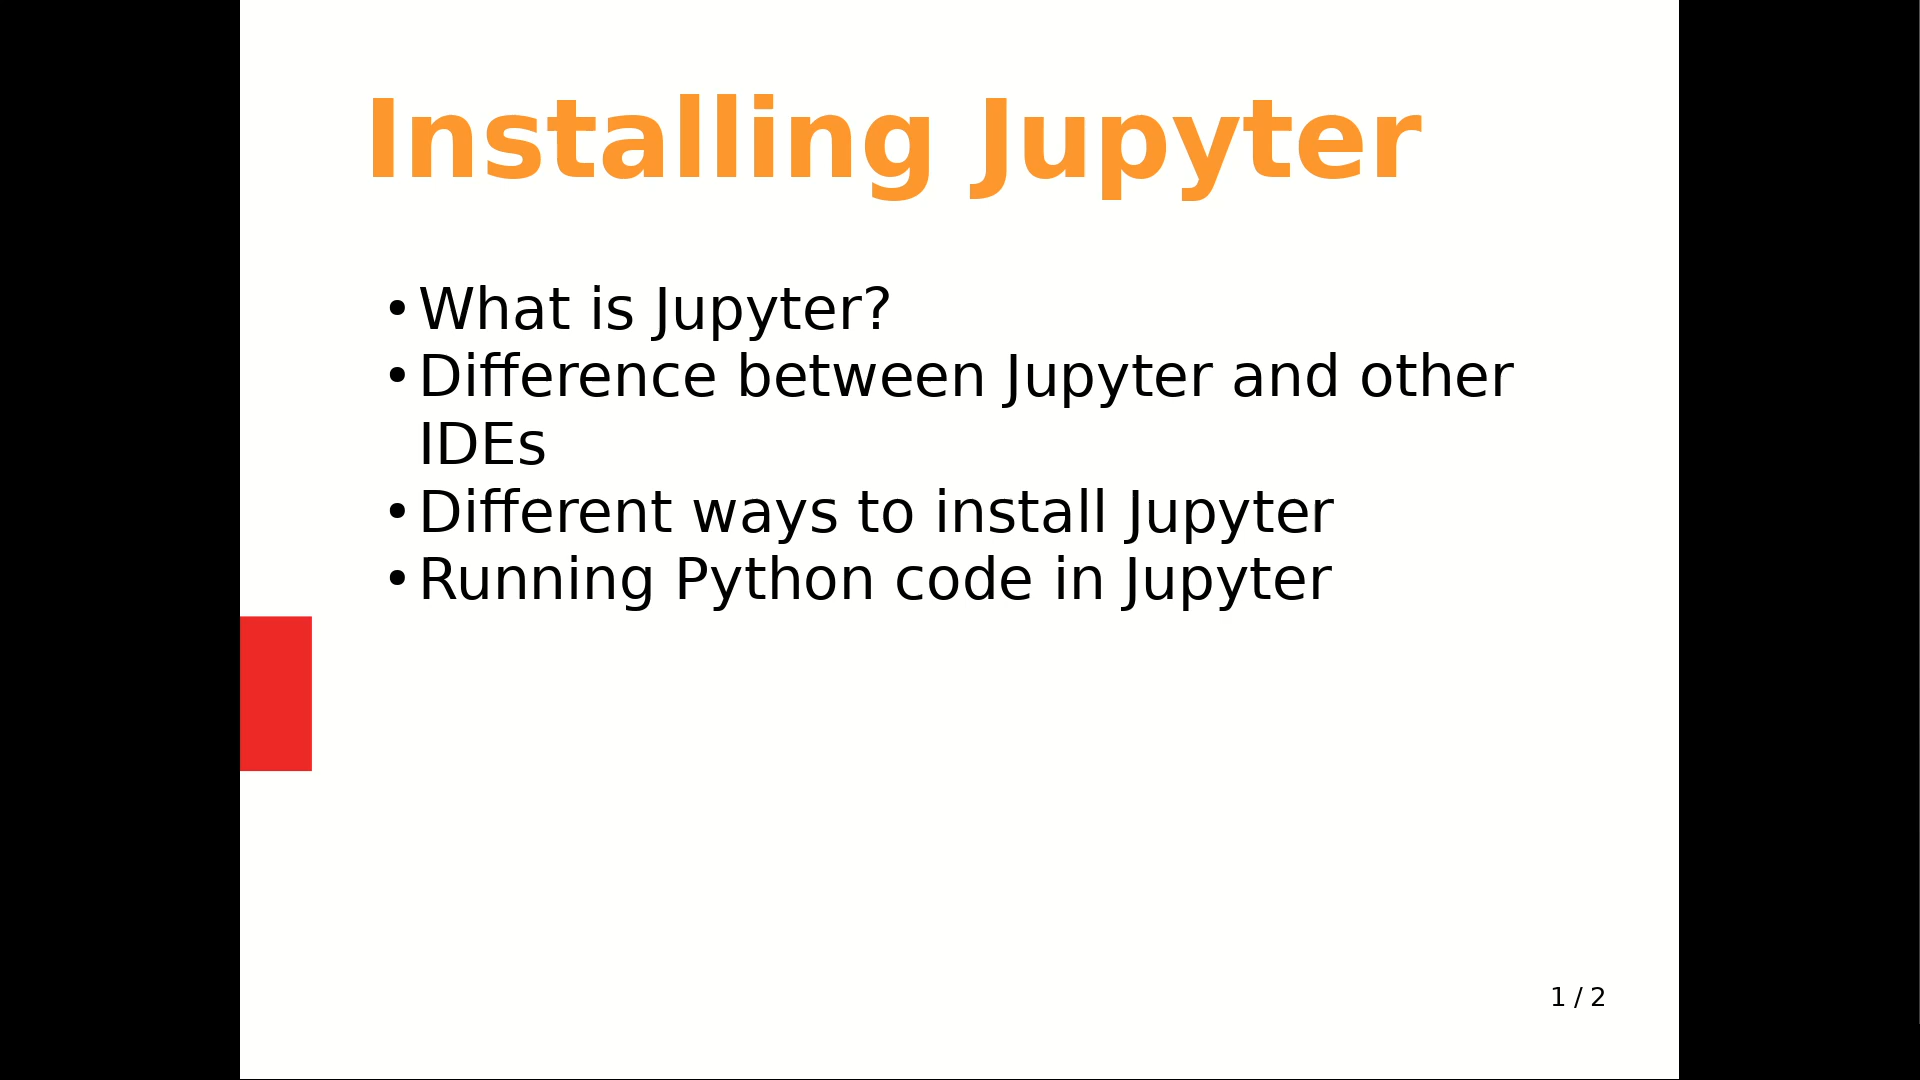 Installing Jupyter
• What is Jupyter?
• Difference between Jupyter and other
IDEs
• Different ways to install Jupyter
• Running Python code in Jupyter
1 / 2